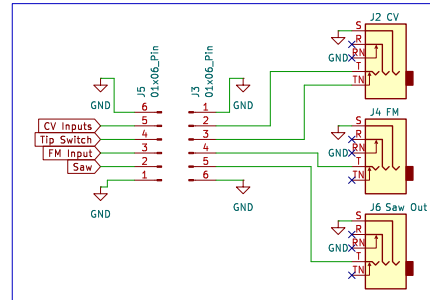 J2 CV
S
R
GND RN
T
TN
J5
01x06_Pin
J3
01x06_Pin
GND
GND
6
5
4
3
2
1
1
2
3
4
5
6
CV Inputs
Tip Switch
FM Input
Saw
GND
GND
J4 FM
S
R
GND RN
T
TN
J6 Saw Out
S
R
GND RN
T
TN